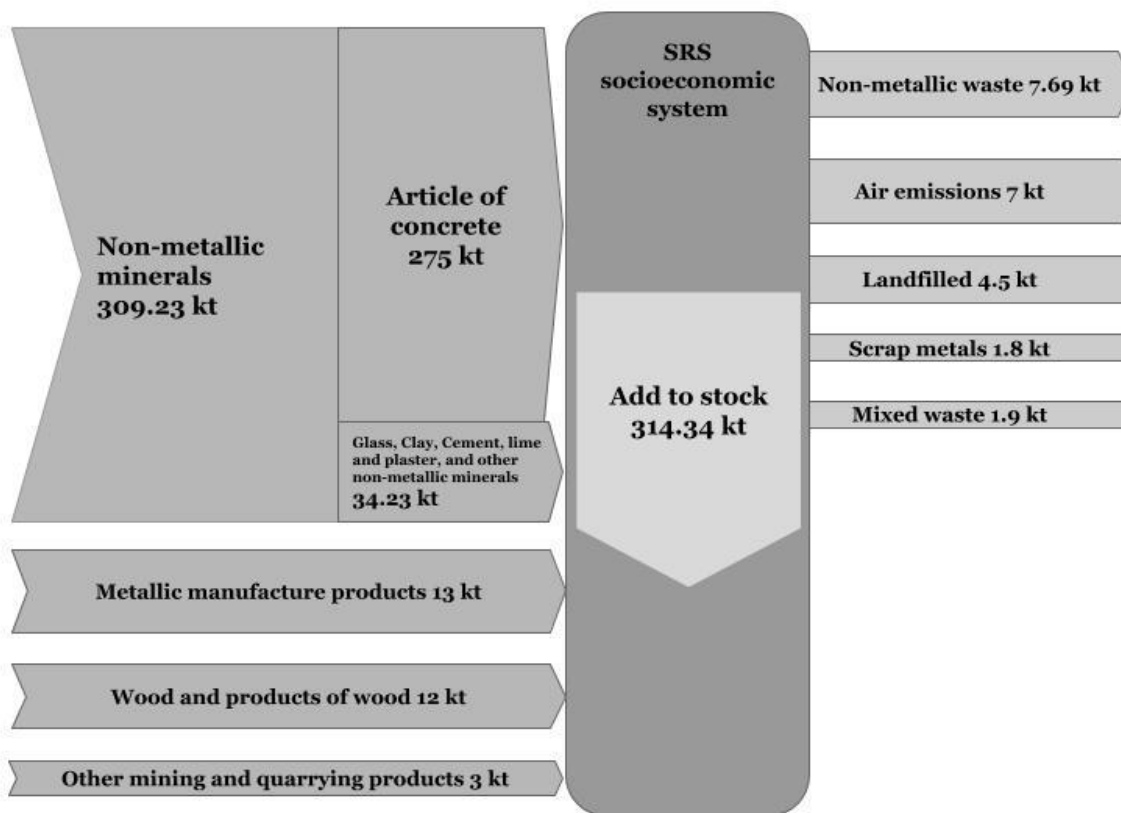 Non-metallic
minerals
309.23 kt
Article of
concrete
275 kt
Glass, Clay, Cement, lime
and plaster, and other
non-metallic minerals
34.23 kt
Metallic manufacture products 13 kt
Wood and products of wood 12 kt
Other mining and quarrying products 3 kt
SRS
socioeconomic
system
Add to stock
314.34 kt
Non-metallic waste 7.69 kt
Air emissions 7 kt
Landfilled 4.5 kt
Scrap metals 1.8 kt
Mixed waste 1.9 kt